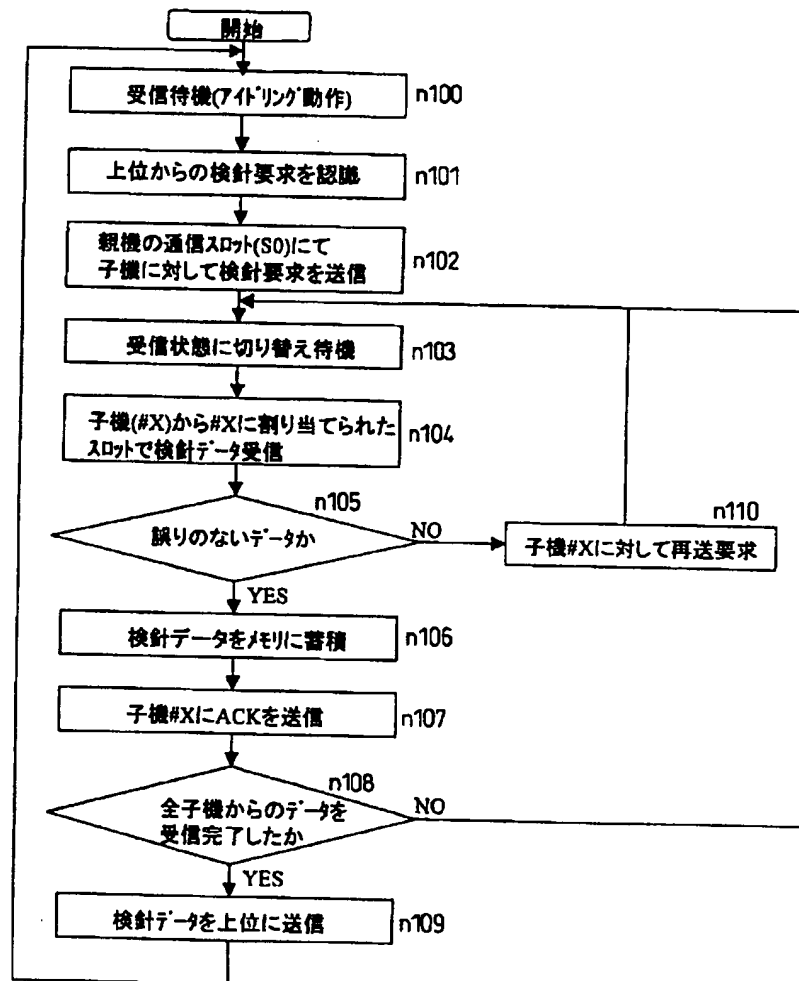 開始
受信待機(アイドリング動作)
n100
上位からの検針要求を認識
n101
親機の通信スロット(S0)にて
子機に対して検針要求を送信
n102
受信状態に切り替え待機
n103
子機(#X)から#Xに割り当てられた
スロットで検針データ受信
n104
n105
誤りのないデータか
NO
n110
子機#Xに対して再送要求
YES
検針データをメモリに蓄積
n106
子機#XにACKを送信
n107
n108
全子機からのデータを
受信完了したか
NO
YES
検針データを上位に送信
n109